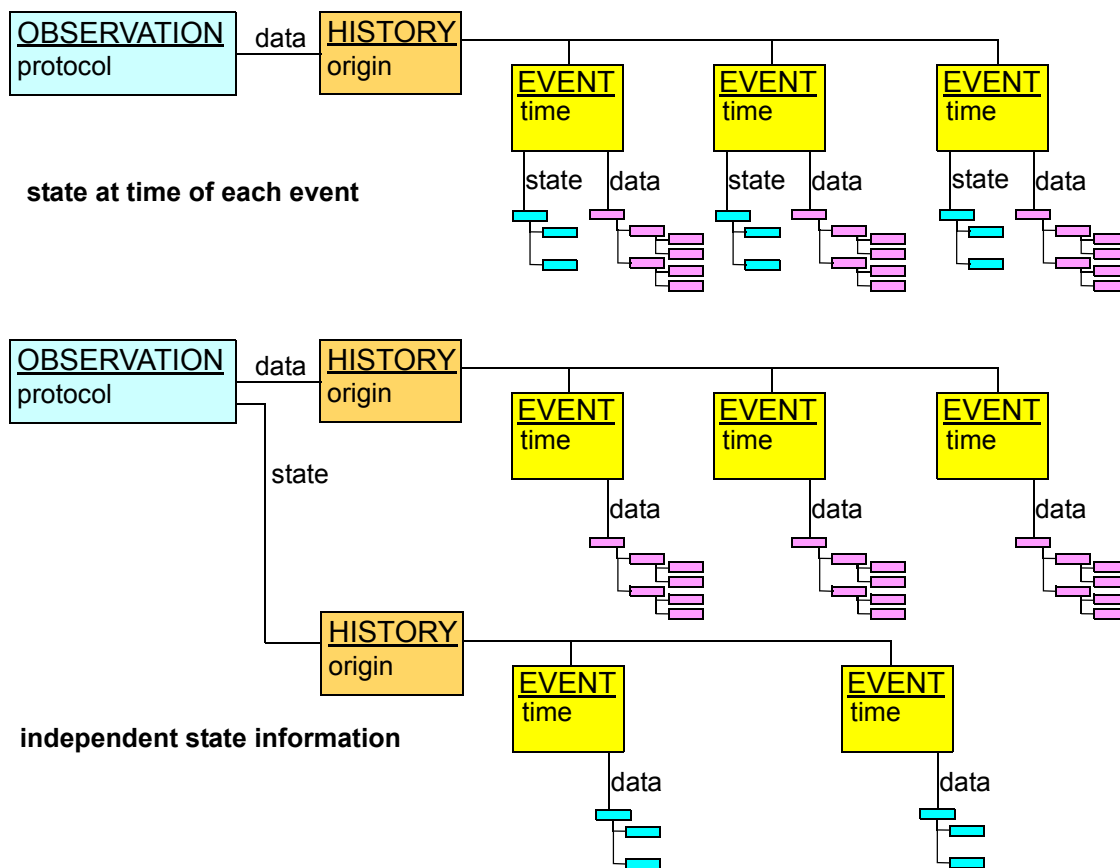 OBSERVATION
protocol
data
HISTORY
origin
EVENT
time
EVENT
time
EVENT
time
state
data
state
data
state
data
state at time of each event
OBSERVATION
protocol
data
HISTORY
origin
EVENT
time
EVENT
time
EVENT
time
state
data
data
data
HISTORY
origin
EVENT
time
EVENT
time
independent state information
data
data